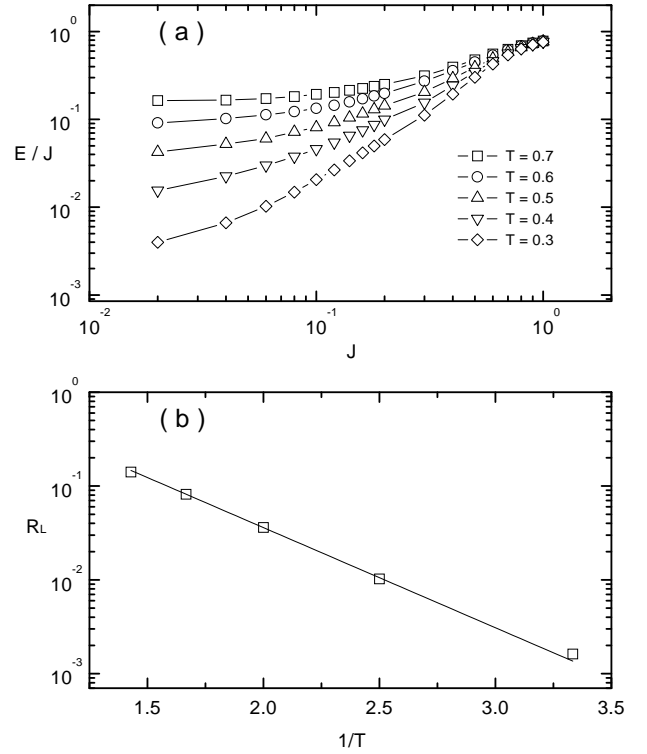 ( a )
10^0
10^-1
10^-2
10^-3
E / J
T = 0.7
T = 0.6
T = 0.5
T = 0.4
T = 0.3
10^-2
10^-1
10^0
J
( b )
10^0
10^-1
10^-2
10^-3
R_L
1.5
2.0
2.5
3.0
3.5
1/T